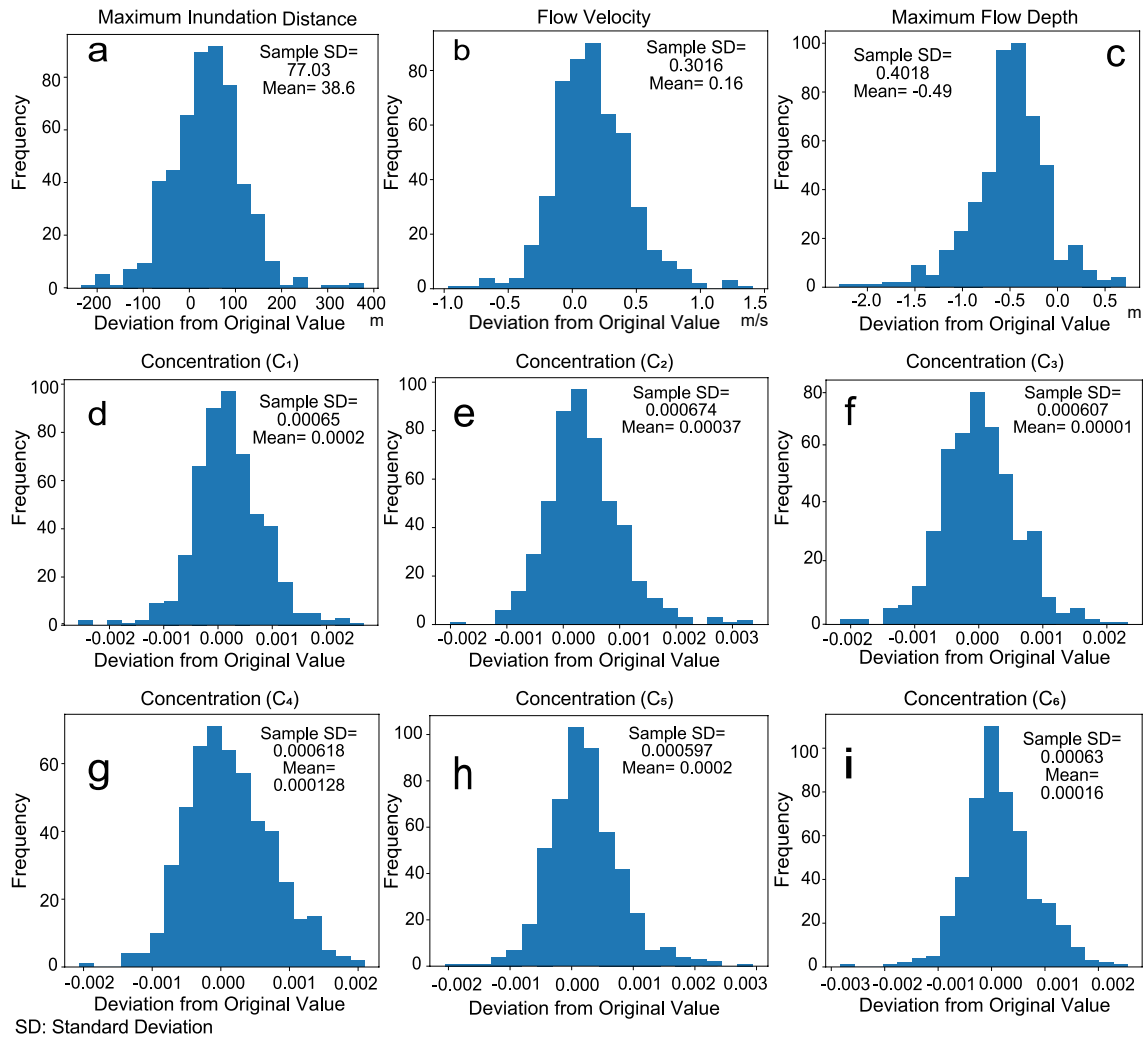 Maximum Inundation Distance
a
Sample SD=
77.03
Mean= 38.6
Frequency
80
60
40
20
0
-200 -100 0 100 200 300 400
Deviation from Original Value m
Flow Velocity
b
Sample SD=
0.3016
Mean= 0.16
Frequency
80
60
40
20
0
-1.0 -0.5 0.0 0.5 1.0 1.5
Deviation from Original Value m/s
Maximum Flow Depth
c
Sample SD=
0.4018
Mean= -0.49
Frequency
100
80
60
40
20
0
-2.0 -1.5 -1.0 -0.5 0.0 0.5
Deviation from Original Value m
Concentration (C₁)
d
Sample SD=
0.00065
Mean= 0.0002
Frequency
100
80
60
40
20
0
-0.002 -0.001 0.000 0.001 0.002
Deviation from Original Value
Concentration (C₂)
e
Sample SD=
0.000674
Mean= 0.00037
Frequency
100
80
60
40
20
0
-0.002 -0.001 0.000 0.001 0.002 0.003
Deviation from Original Value
Concentration (C₃)
f
Sample SD=
0.000607
Mean= 0.00001
Frequency
80
60
40
20
0
-0.002 -0.001 0.000 0.001 0.002
Deviation from Original Value
Concentration (C₄)
g
Sample SD=
0.000618
Mean=
0.000128
Frequency
60
40
20
0
-0.002 -0.001 0.000 0.001 0.002
Deviation from Original Value
Concentration (C₅)
h
Sample SD=
0.000597
Mean= 0.0002
Frequency
100
80
60
40
20
0
-0.002 -0.001 0.000 0.001 0.002 0.003
Deviation from Original Value
Concentration (C₆)
i
Sample SD=
0.00063
Mean=
0.00016
Frequency
100
80
60
40
20
0
-0.003 -0.002 -0.001 0.000 0.001 0.002
Deviation from Original Value
SD: Standard Deviation